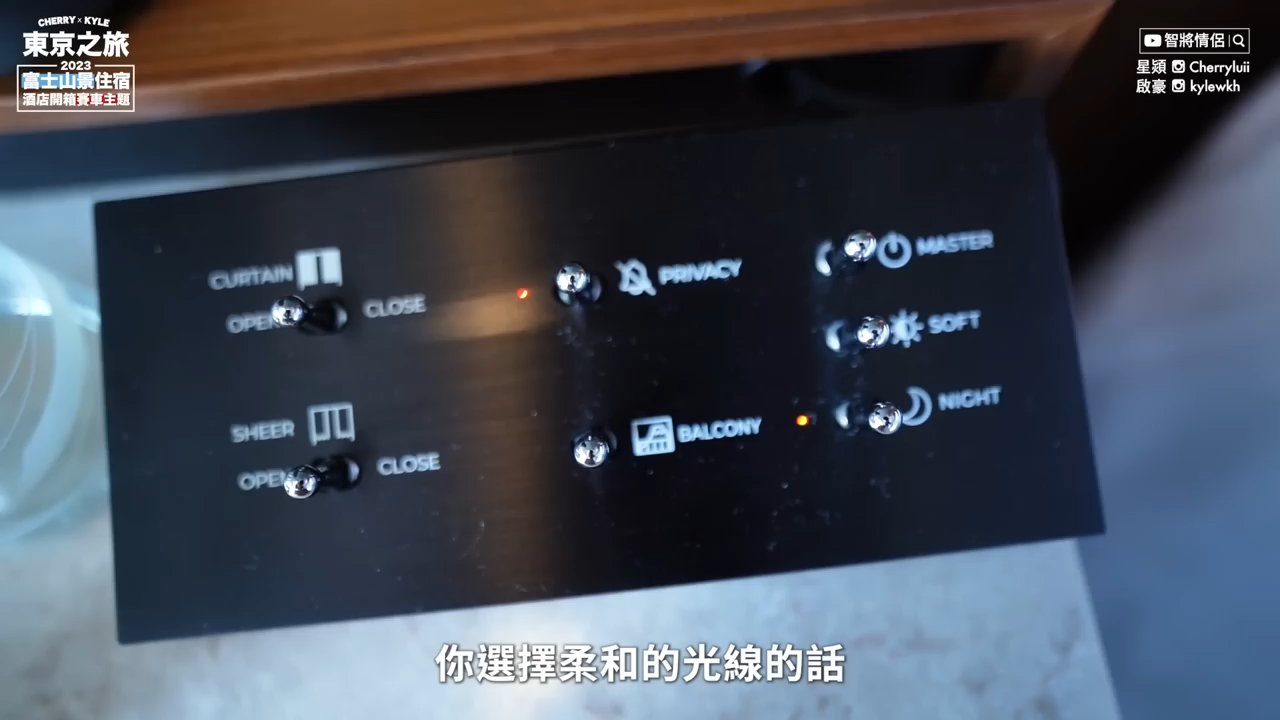 CHERRY x KYLE
東京之旅
2023
富士山景住宿
酒店開箱賽車主題
智將情侶
星潁 Cherryluii
啟豪 kylewkh
CURTAIN
OPEN CLOSE
SHEER
OPEN CLOSE
PRIVACY
BALCONY
MASTER
SOFT
NIGHT
你選擇柔和的光線的話